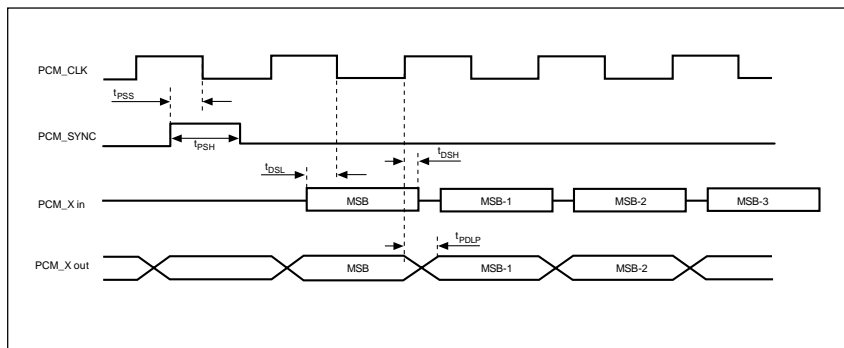 PCM_CLK
tPSS
PCM_SYNC
tPSH
tDSL
tDSH
PCM_X in
MSB
MSB-1
MSB-2
MSB-3
tPDLP
PCM_X out
MSB
MSB-1
MSB-2